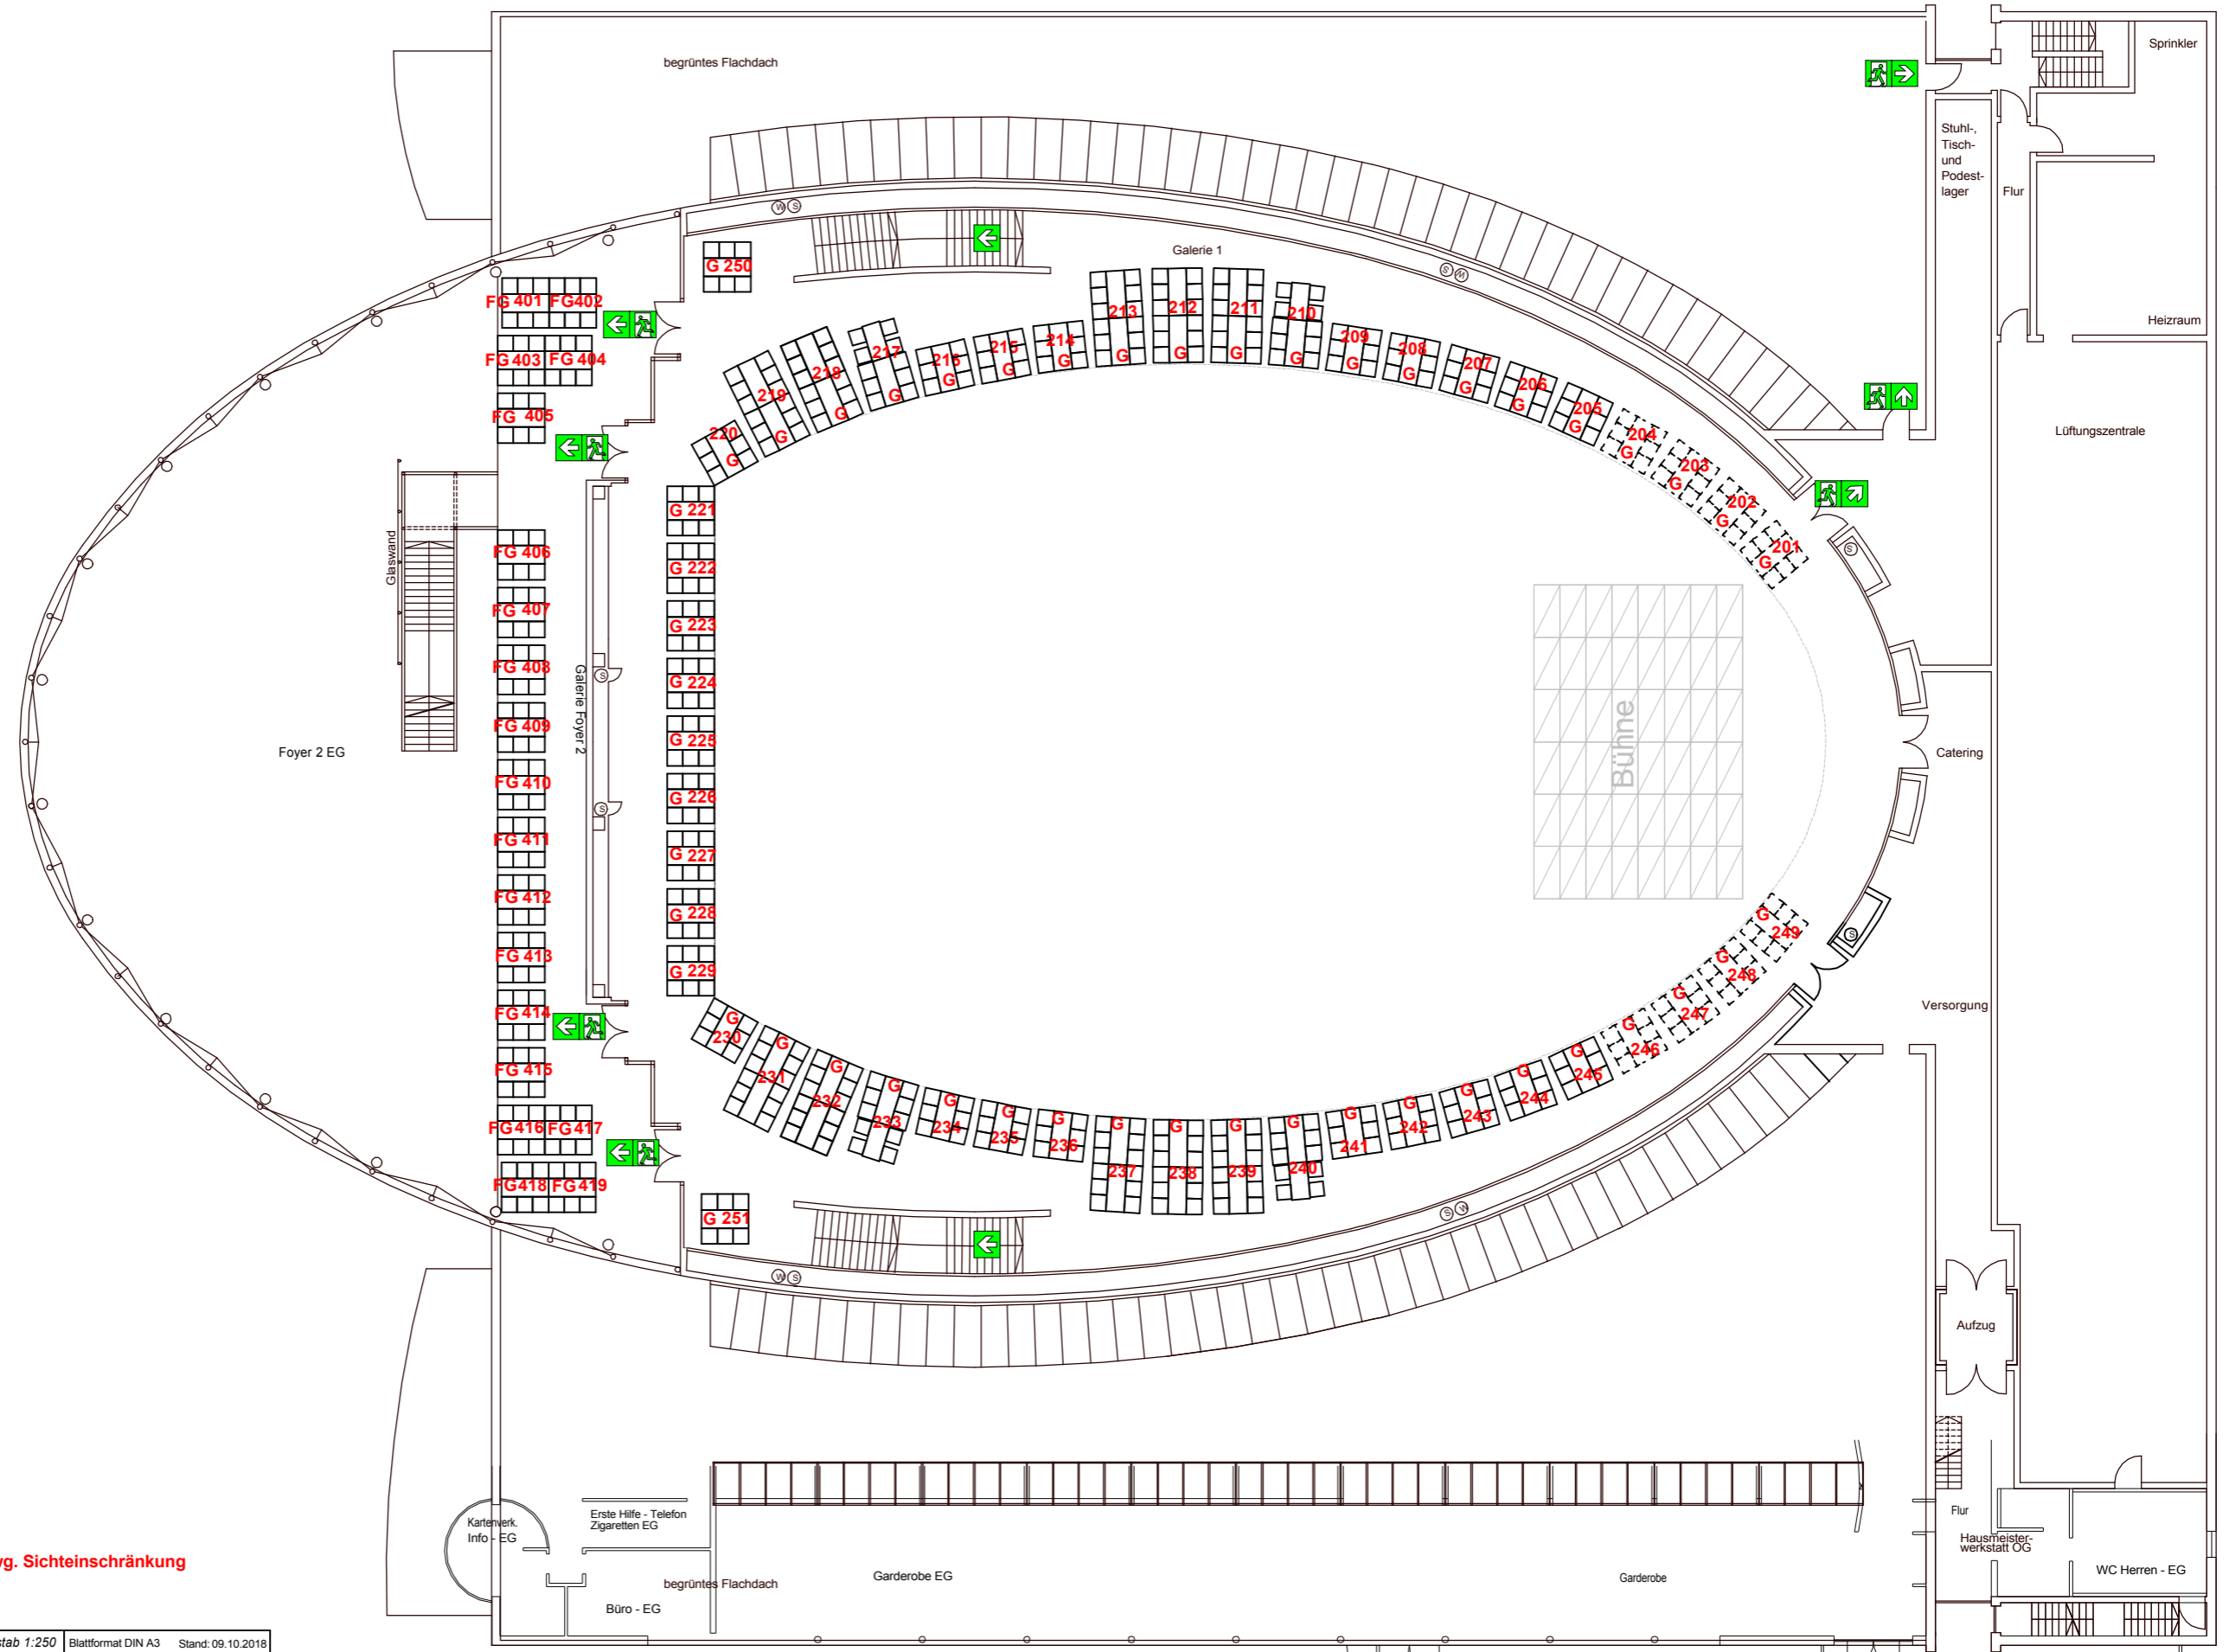 begrüntes Flachdach
Sprinkler
Stuhl-,
Tisch-
und
Podest-
lager
Flur
Galerie 1
W S
S W
G 250
FG 401 FG402
FG 403 FG 404
FG 405
Heizraum
Lüftungszentrale
213 G
212 G
211 G
210 G
209 G
208 G
207 G
206 G
205 G
204 G
203 G
202 G
201 G
214 G
215 G
216 G
217 G
218 G
219 G
220 G
G 221
G 222
G 223
G 224
G 225
G 226
G 227
G 228
G 229
Glaswand
FG 406
FG 407
FG 408
FG 409
FG 410
FG 411
FG 412
FG 413
FG 414
FG 415
FG 416 FG 417
FG418 FG419
Galerie Foyer 2
S
S
S
S
Foyer 2 EG
Bühne
Catering
Versorgung
G 230
G 231
G 232
G 233
G 234
G 235
G 236
G 237
G 238
G 239
G 240
G 241
G 242
G 243
G 244
G 245
G 246
G 247
G 248
G 249
G 251
W S
S W
Aufzug
Kartenverk.
Info - EG
Erste Hilfe - Telefon
Zigaretten EG
Flur
Hausmeister-
werkstatt OG
WC Herren - EG
begrüntes Flachdach
Garderobe EG
Garderobe
Büro - EG
wg. Sichteinschränkung
stab 1:250 Blattformat DIN A3 Stand: 09.10.2018